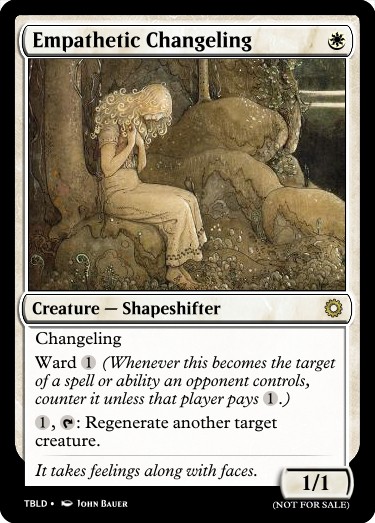 Empathetic Changeling
Creature — Shapeshifter
Changeling
Ward 1 (Whenever this becomes the target
of a spell or ability an opponent controls,
counter it unless that player pays 1.)
1, : Regenerate another target
creature.
It takes feelings along with faces.
1/1
TBLD • John Bauer
(NOT FOR SALE)